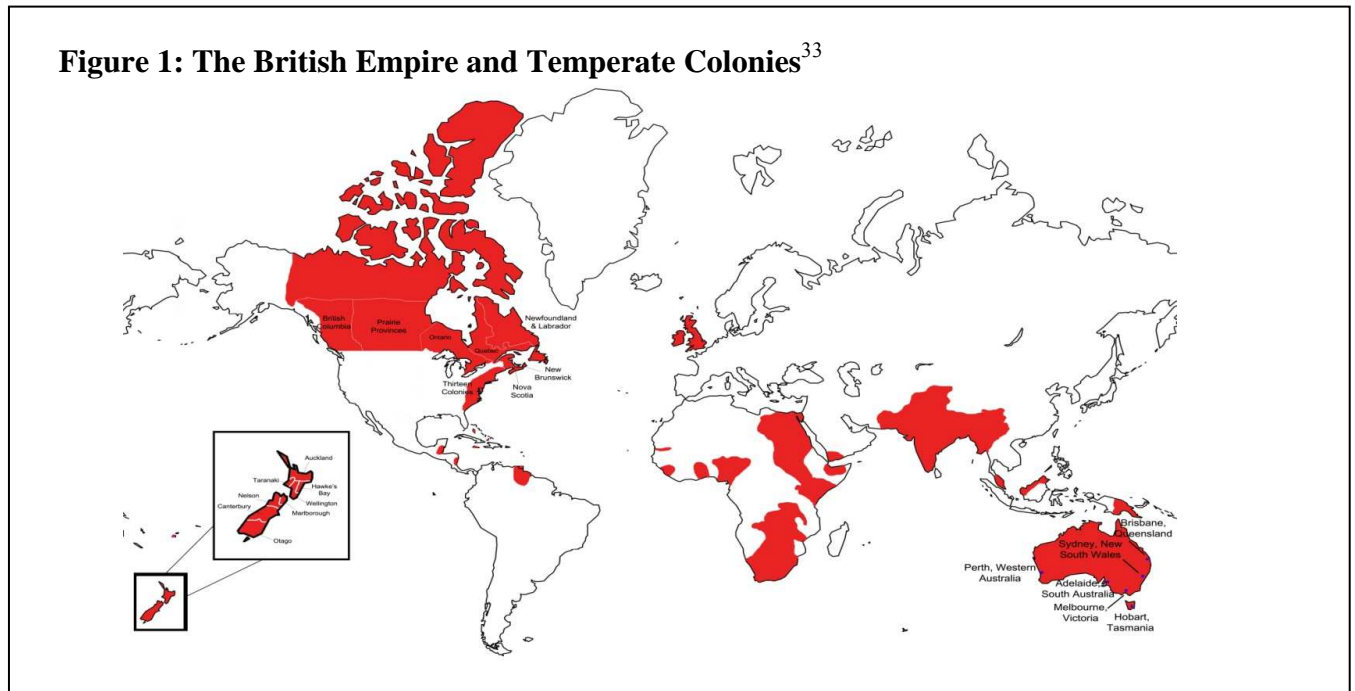 Figure 1: The British Empire and Temperate Colonies33
British
Columbia
Prairie
Provinces
Ontario
Quebec
Newfoundland
& Labrador
New
Brunswick
Nova
Scotia
Thirteen
Colonies
Auckland
Taranaki
Hawke's
Bay
Nelson
Wellington
Canterbury
Marlborough
Otago
Brisbane,
Queensland
Sydney, New
South Wales
Perth, Western
Australia
Adelaide,
South Australia
Melbourne,
Victoria
Hobart,
Tasmania